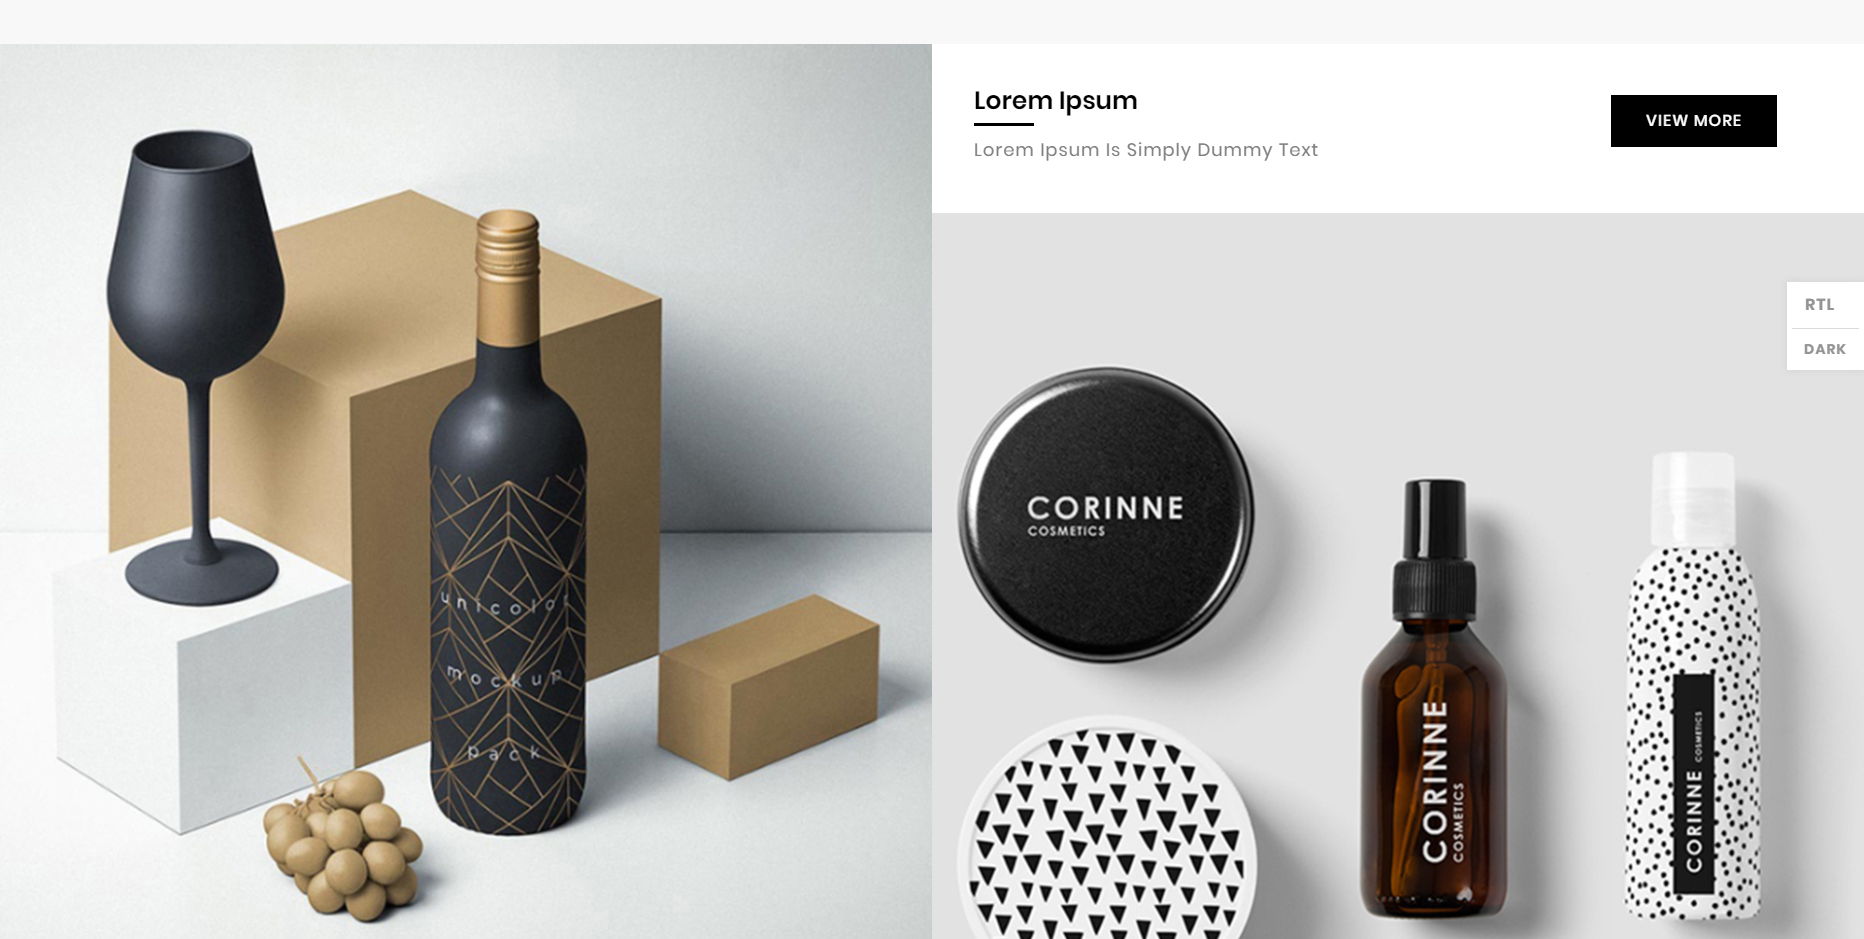 Lorem Ipsum
Lorem Ipsum Is Simply Dummy Text
VIEW MORE
RTL
DARK
unicolor
mockup
pack
CORINNE
COSMETICS
CORINNE
COSMETICS
CORINNE
COSMETICS